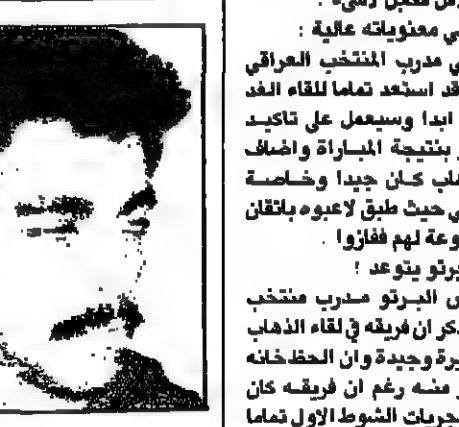 ي معنوياته عالية :
ي مدرب المنتخب العراقي
قد استعد تماما للقاء الغد
ابدا وسيعمل على تاكيد
بنتيجة المباراة واضاف
هاب كان جيدا وخاصة
ي حيث طبق لاعبوه باتقان
وعة لهم ففازوا .
برتو يتوعد !
البرتو مدرب منتخب
ذكر ان فريقه في لقاء الذهاب
يرة وجيدة وان الحظ خانه
منه رغم ان فريقه كان
جريات الشوط الاول تماما